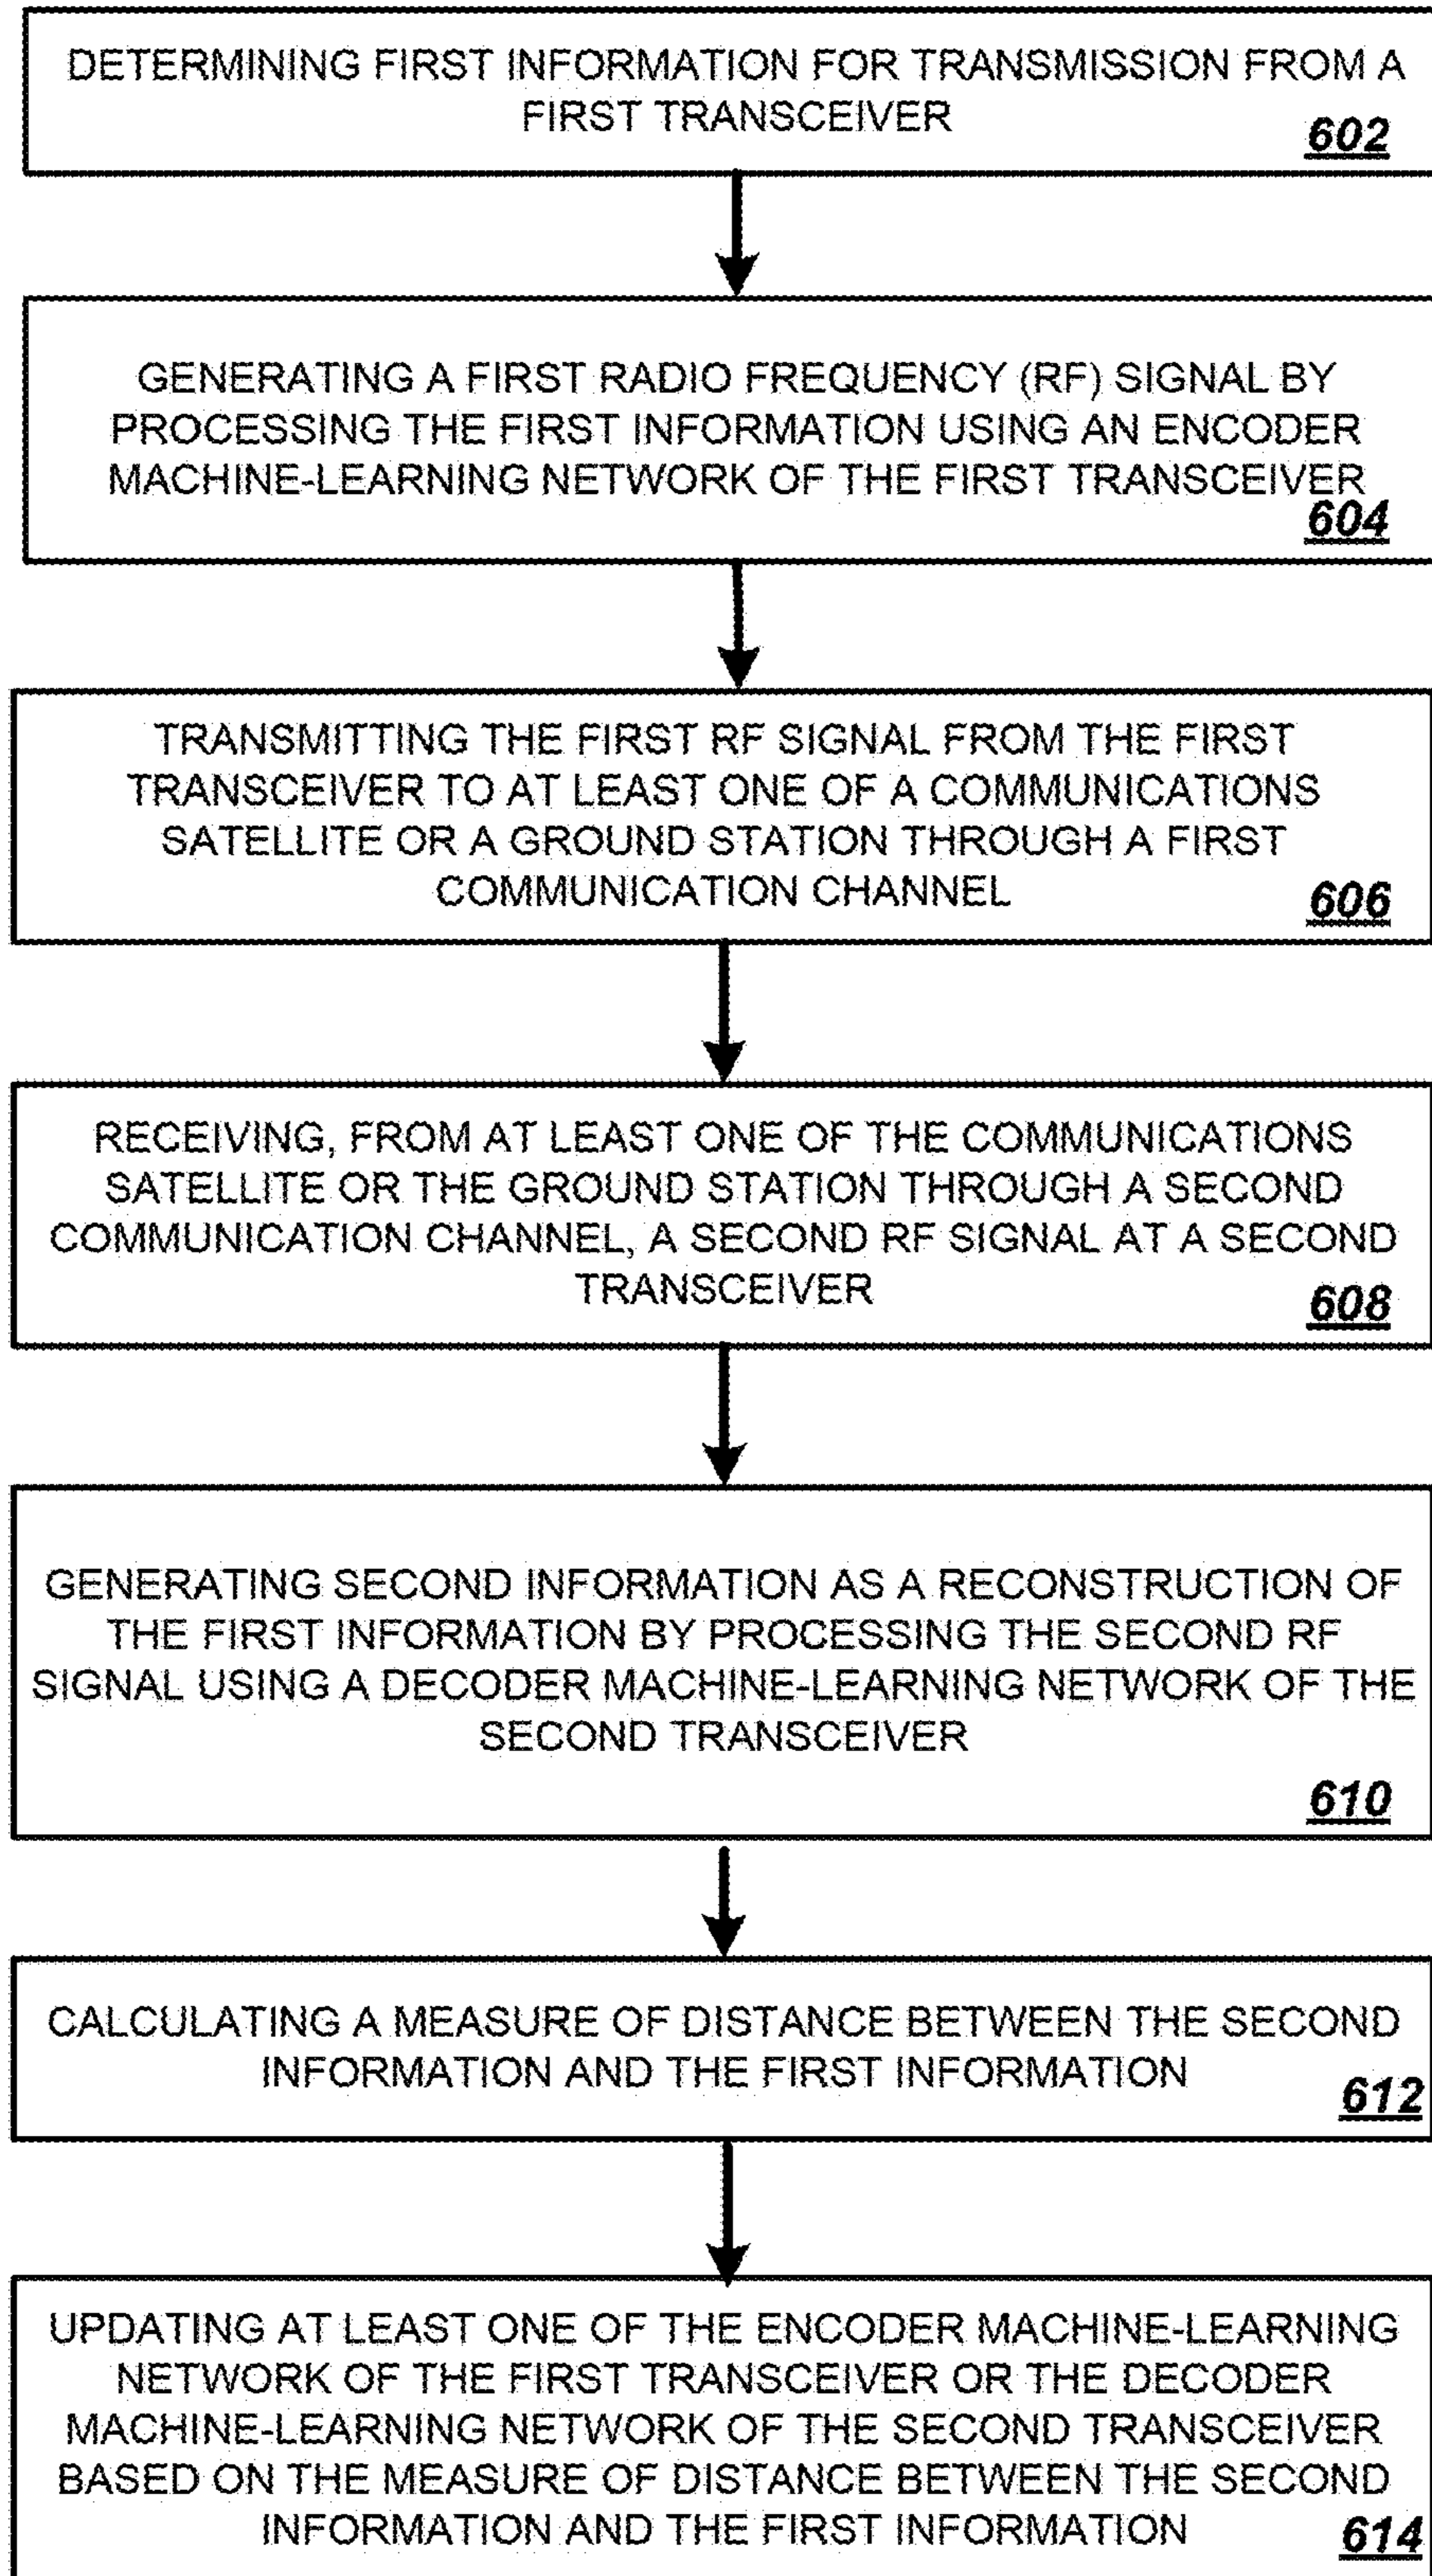 DETERMINING FIRST INFORMATION FOR TRANSMISSION FROM A
FIRST TRANSCEIVER
602
GENERATING A FIRST RADIO FREQUENCY (RF) SIGNAL BY
PROCESSING THE FIRST INFORMATION USING AN ENCODER
MACHINE-LEARNING NETWORK OF THE FIRST TRANSCEIVER
604
TRANSMITTING THE FIRST RF SIGNAL FROM THE FIRST
TRANSCEIVER TO AT LEAST ONE OF A COMMUNICATIONS
SATELLITE OR A GROUND STATION THROUGH A FIRST
COMMUNICATION CHANNEL
606
RECEIVING, FROM AT LEAST ONE OF THE COMMUNICATIONS
SATELLITE OR THE GROUND STATION THROUGH A SECOND
COMMUNICATION CHANNEL, A SECOND RF SIGNAL AT A SECOND
TRANSCEIVER
608
GENERATING SECOND INFORMATION AS A RECONSTRUCTION OF
THE FIRST INFORMATION BY PROCESSING THE SECOND RF
SIGNAL USING A DECODER MACHINE-LEARNING NETWORK OF THE
SECOND TRANSCEIVER
610
CALCULATING A MEASURE OF DISTANCE BETWEEN THE SECOND
INFORMATION AND THE FIRST INFORMATION
612
UPDATING AT LEAST ONE OF THE ENCODER MACHINE-LEARNING
NETWORK OF THE FIRST TRANSCEIVER OR THE DECODER
MACHINE-LEARNING NETWORK OF THE SECOND TRANSCEIVER
BASED ON THE MEASURE OF DISTANCE BETWEEN THE SECOND
INFORMATION AND THE FIRST INFORMATION
614